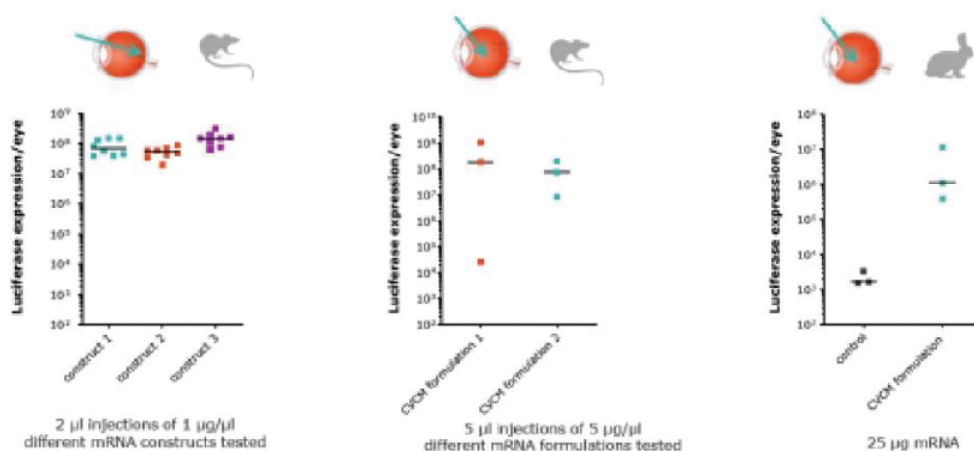 Luciferase expression/eye
10⁹
10⁸
10⁷
10⁶
10⁵
10⁴
10³
10²
construct 1
construct 2
construct 3
2 µl injections of 1 µg/µl
different mRNA constructs tested
Luciferase expression/eye
10¹⁰
10⁹
10⁸
10⁷
10⁶
10⁵
10⁴
10³
10²
CVCM formulation 1
CVCM formulation 2
5 µl injections of 5 µg/µl
different mRNA formulations tested
Luciferase expression/eye
10⁸
10⁷
10⁶
10⁵
10⁴
10³
10²
control
CVCM formulation
25 µg mRNA